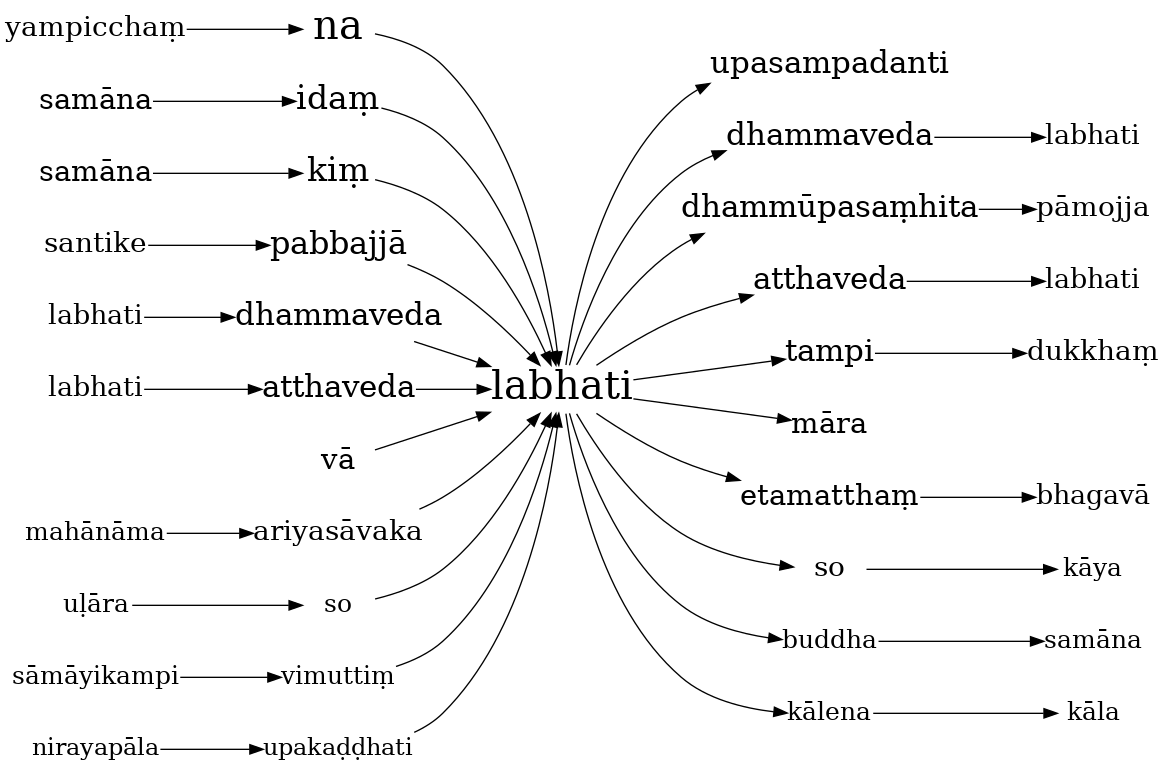 yampicchaṃ na
upasampadanti
samāna idaṃ
dhammaveda labhati
samāna kiṃ
dhammūpasaṃhita pāmojja
santike pabbajjā
atthaveda labhati
labhati dhammaveda
tampi dukkhaṃ
labhati atthaveda labhati
māra
vā
etamatthaṃ bhagavā
mahānāma ariyasāvaka
so kāya
uḷāra so
buddha samāna
sāmāyikampi vimuttiṃ
kālena kāla
nirayapāla upakaḍḍhati